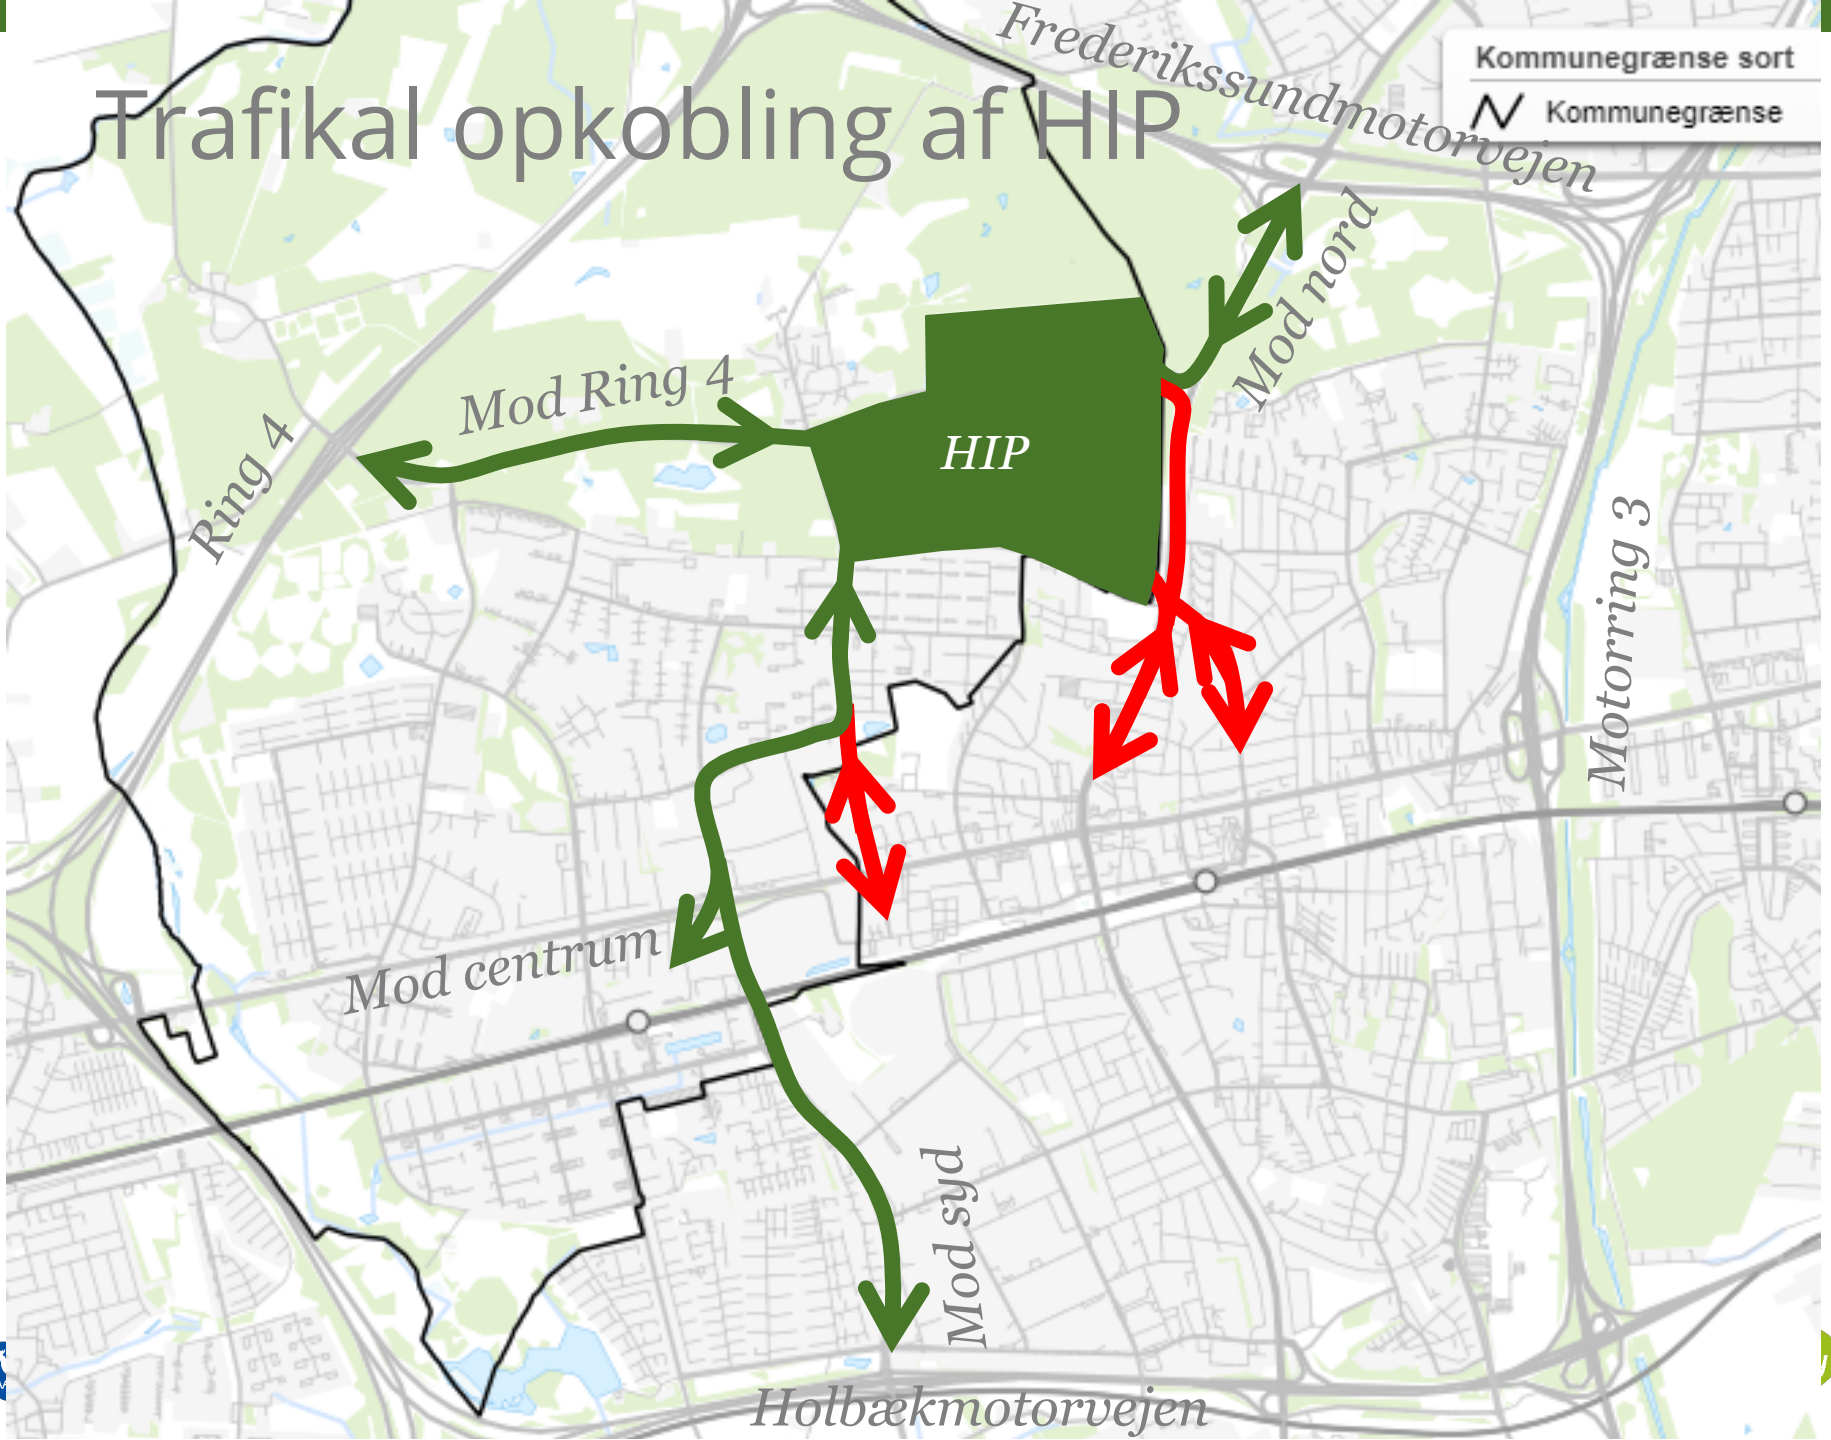 Frederikssundmotorvejen
Kommunegrænse sort
Kommunegrænse
Trafikal opkobling af HIP
Mod nord
Mod Ring 4
Ring 4
HIP
Motorring 3
Mod centrum
Mod syd
Holbækmotorvejen